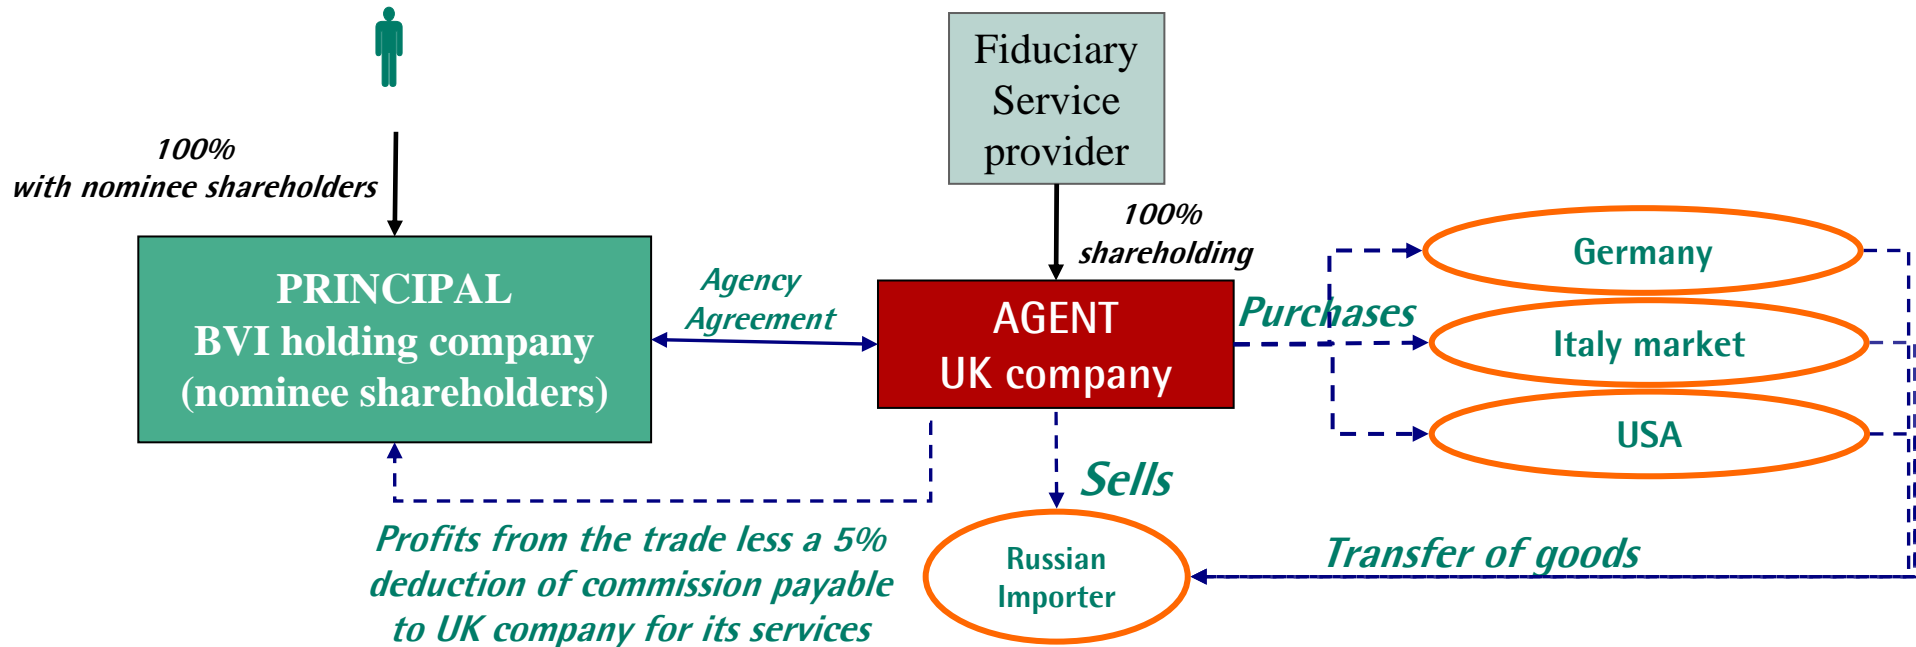 Fiduciary
Service
provider
100%
with nominee shareholders
100%
shareholding
PRINCIPAL
BVI holding company
(nominee shareholders)
Agency
Agreement
AGENT
UK company
Purchases
Germany
Italy market
USA
Sells
Profits from the trade less a 5%
deduction of commission payable
to UK company for its services
Russian
Importer
Transfer of goods